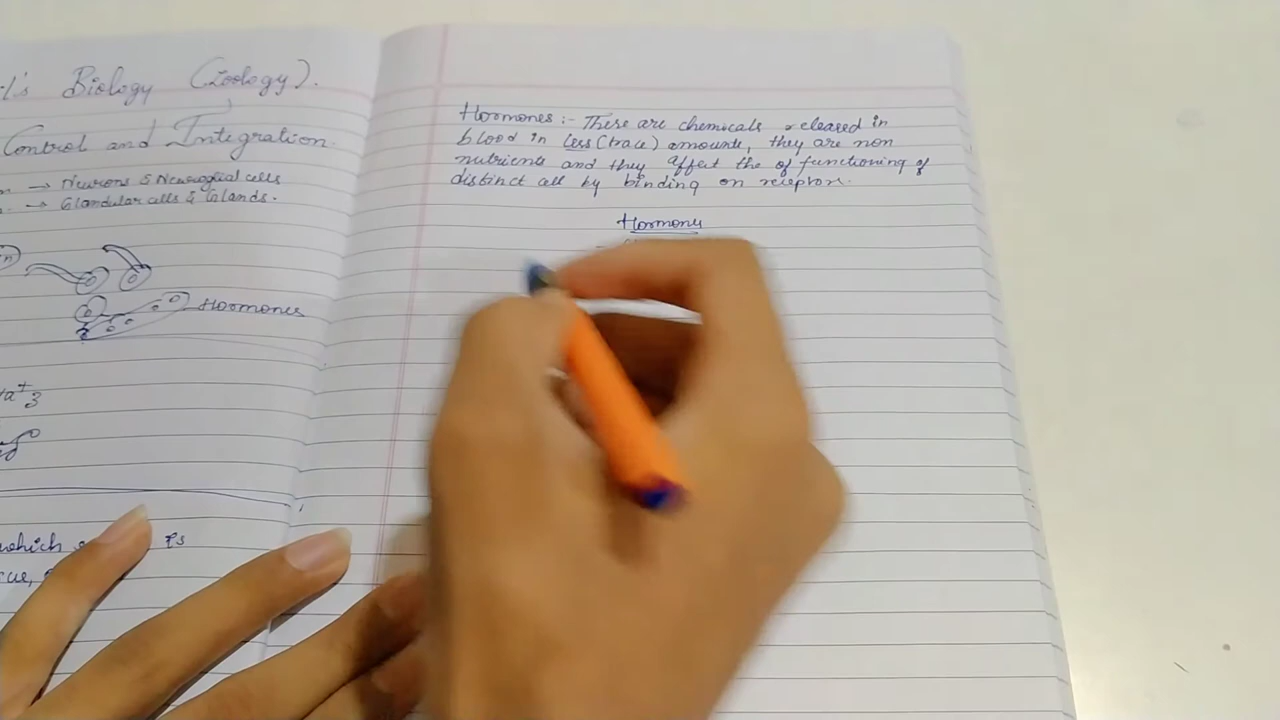 Biology (Zoology).
Control and Integration.
→ Neurons & Neuroglial cells
→ Glandular cells & Glands.
Hormones
which
Hormones :- These are chemicals released in
blood in less (trace) amounts, they are non
nutrients and they affect the of functioning of
distinct cell by binding on receptors.
Hormones